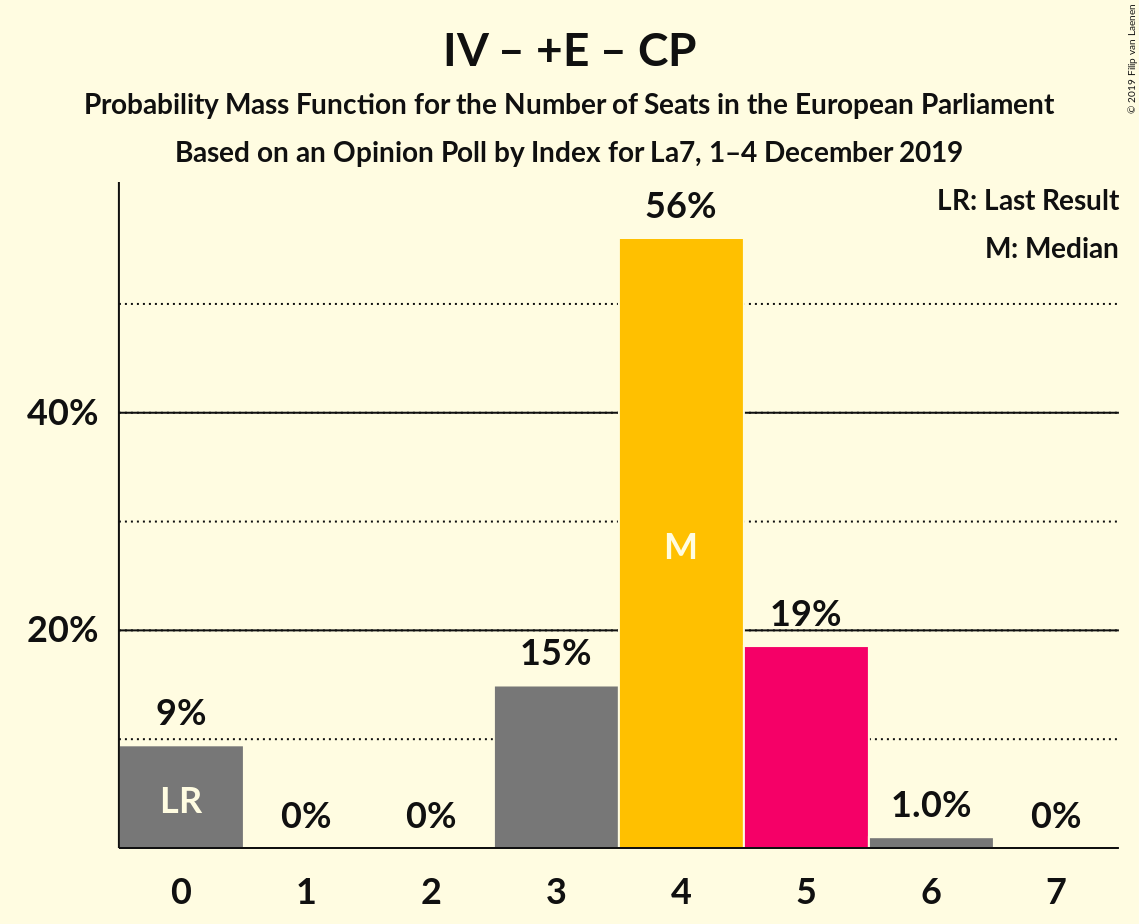 IV – +E – CP
Probability Mass Function for the Number of Seats in the European Parliament
Based on an Opinion Poll by Index for La7, 1–4 December 2019
© 2019 Filip van Laenen
LR: Last Result
M: Median
56%
40%
M
20%
19%
15%
9%
LR
0%
0%
1.0%
0%
0 1 2 3 4 5 6 7